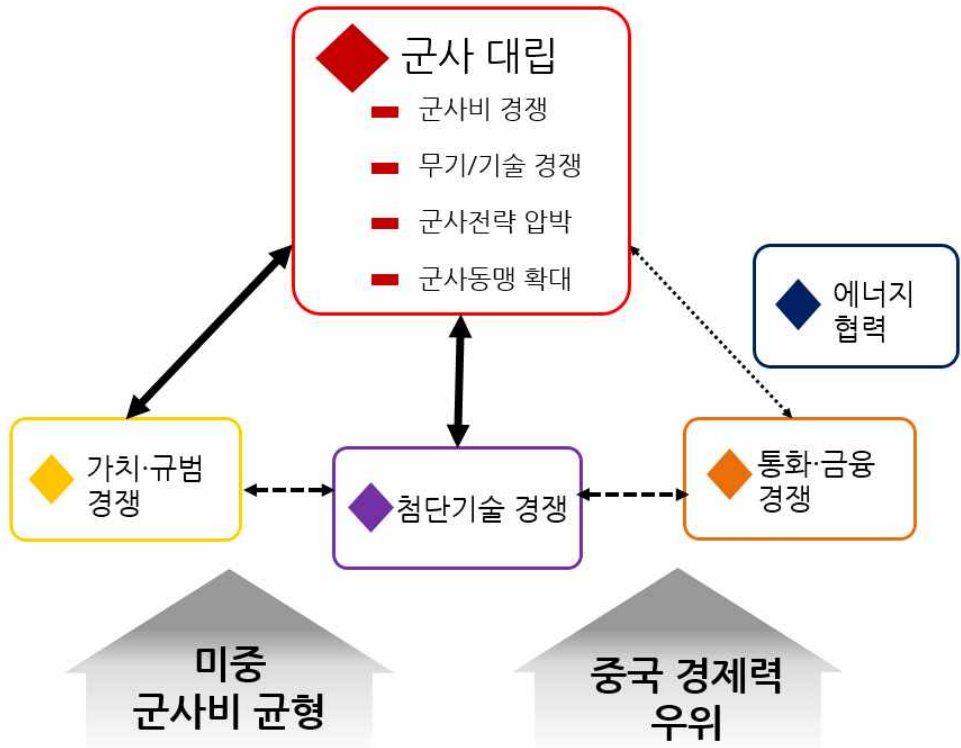 군사 대립
군사비 경쟁
무기/기술 경쟁
군사전략 압박
군사동맹 확대
에너지
협력
가치·규범
경쟁
첨단기술 경쟁
통화·금융
경쟁
미중
군사비 균형
중국 경제력
우위